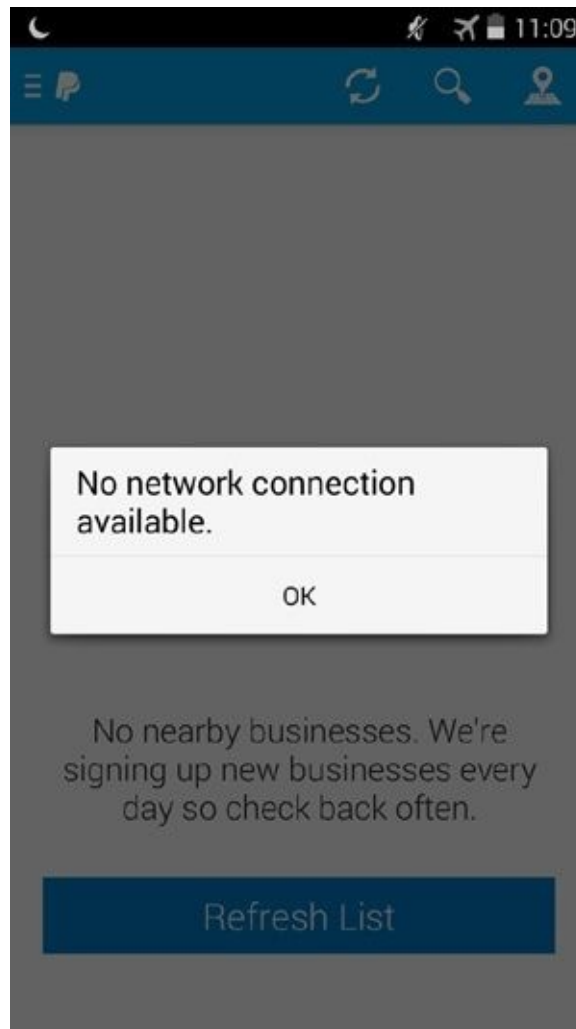 11:09
No network connection
available.
OK
No nearby businesses. We're
signing up new businesses every
day so check back often.
Refresh List